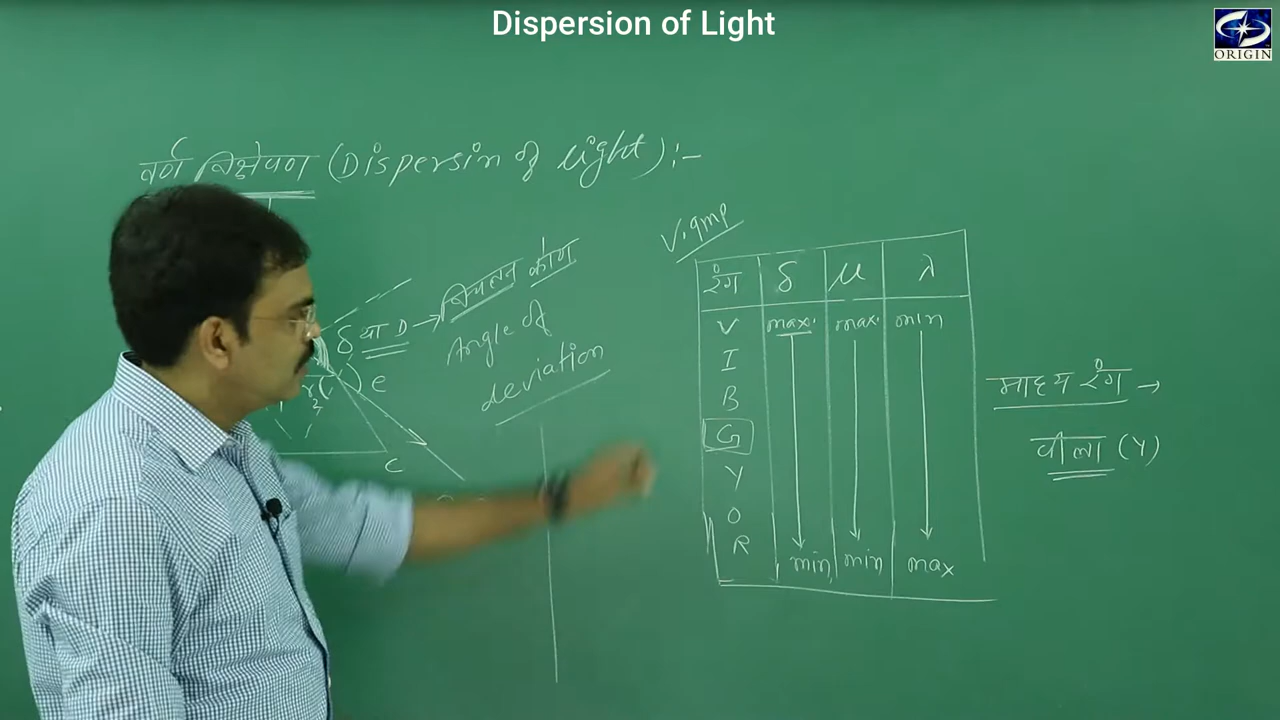 Dispersion of Light
ORIGIN
वर्ण विक्षेपण (Dispersin of light) :-
V. Imp
δ या D → विचलन कोण
Angle of
deviation
e
C
रंग δ μ λ
V max. max. min
I
B
G
Y
O
R min min max
माध्य रंग →
पीला (Y)